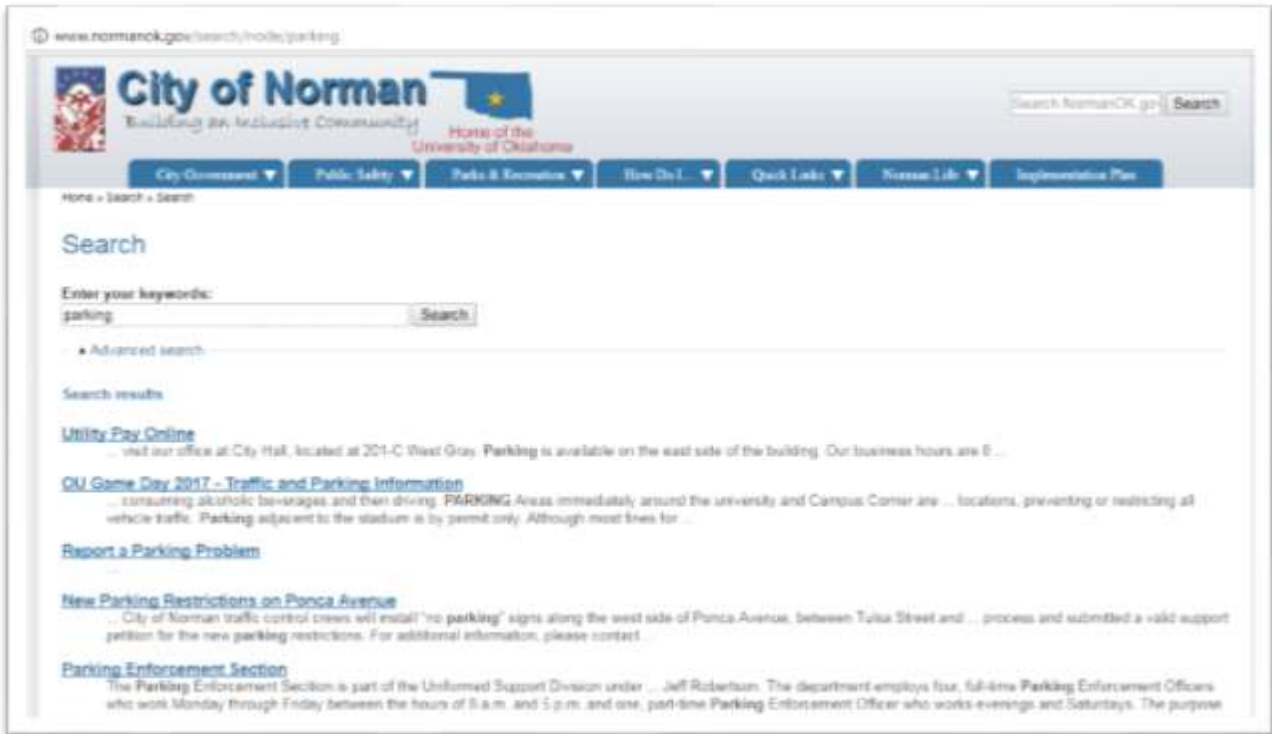 www.normanok.gov/search/node/parking
City of Norman
Building an Inclusive Community
Home of the
University of Oklahoma
Search NormanOK.gov Search
City Government Public Safety Parks & Recreation How Do I... Quick Links Norman Life Implementation Plan
Home » Search » Search
Search
Enter your keywords:
parking Search
Advanced search
Search results
Utility Pay Online
... visit our office at City Hall, located at 201-C West Gray. Parking is available on the east side of the building. Our business hours are 8 ...
OU Game Day 2017 - Traffic and Parking Information
... consuming alcoholic beverages and then driving. PARKING Areas immediately around the university and Campus Corner are ... locations, preventing or restricting all
vehicle traffic. Parking adjacent to the stadium is by permit only. Although most fines for ...
Report a Parking Problem
...
New Parking Restrictions on Ponca Avenue
... City of Norman traffic control crews will install "no parking" signs along the west side of Ponca Avenue, between Tulsa Street and ... process and submitted a valid support
petition for the new parking restrictions. For additional information, please contact ...
Parking Enforcement Section
The Parking Enforcement Section is part of the Uniformed Support Division under ... Jeff Robertson. The department employs four, full-time Parking Enforcement Officers
who work Monday through Friday between the hours of 8 a.m. and 5 p.m. and one, part-time Parking Enforcement Officer who works evenings and Saturdays. The purpose